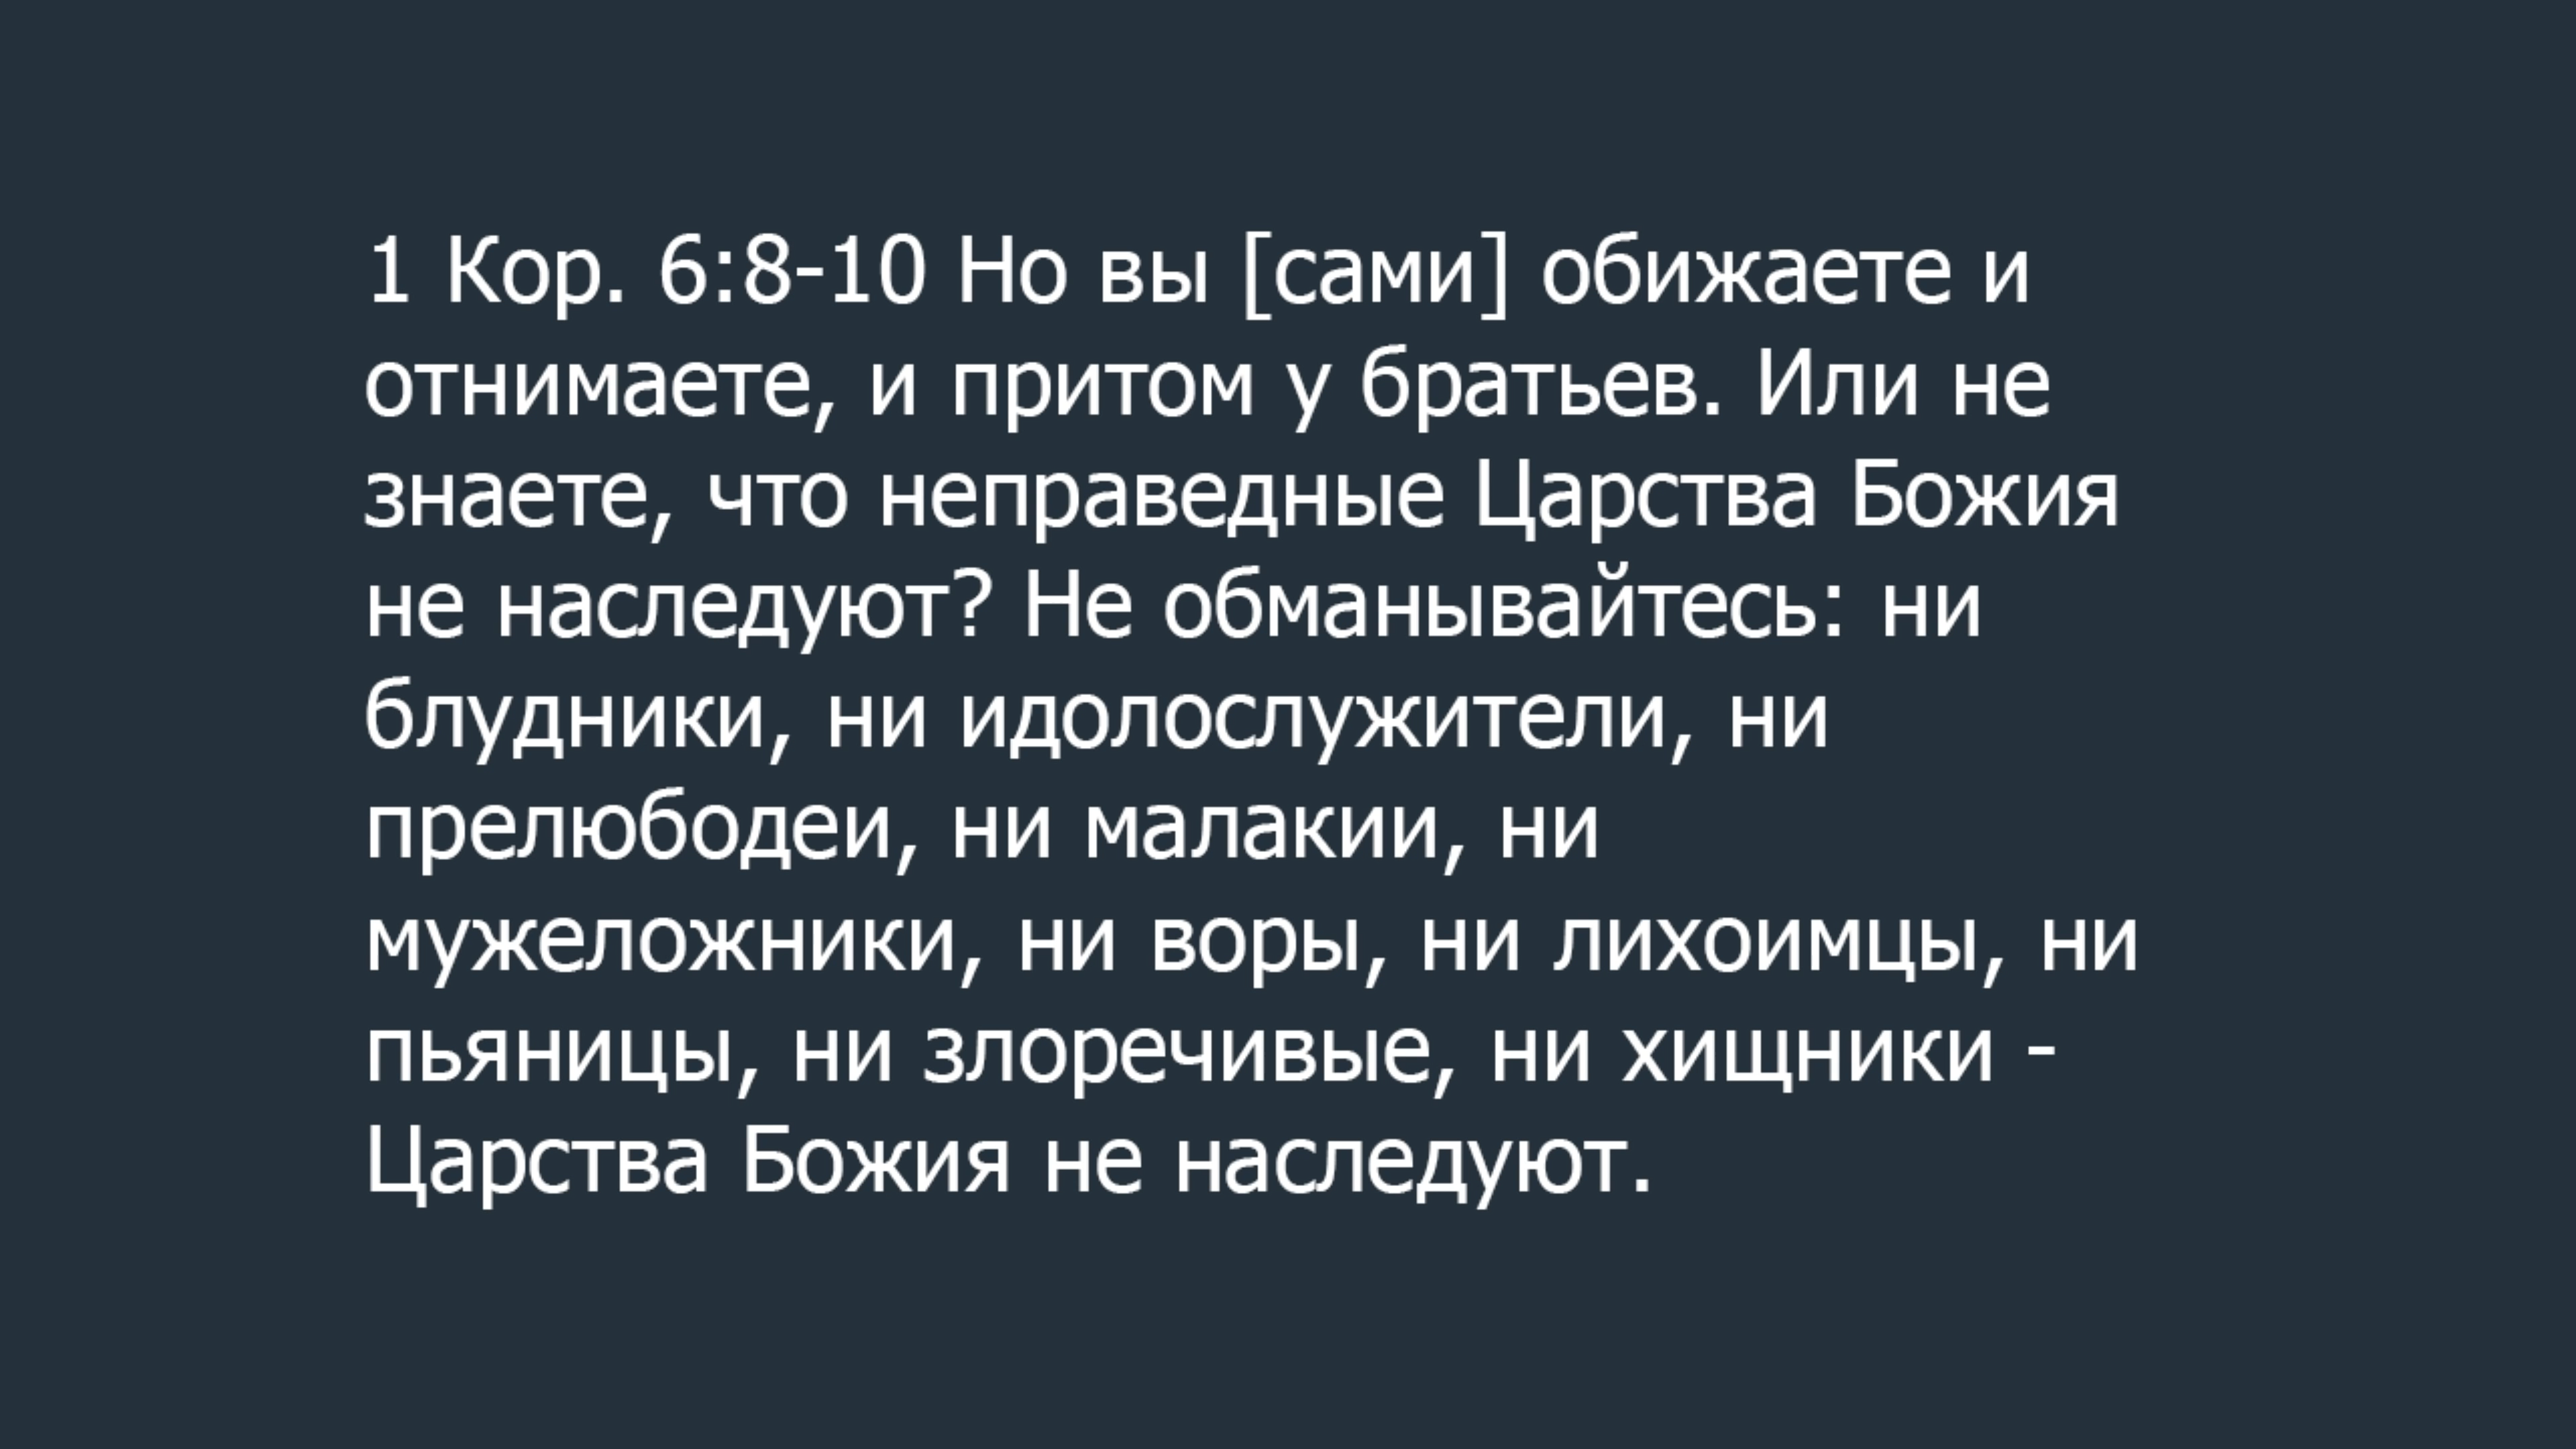 1 Кор. 6:8-10 Но вы [сами] обижаете и
отнимаете, и притом у братьев. Или не
знаете, что неправедные Царства Божия
не наследуют? Не обманывайтесь: ни
блудники, ни идолослужители, ни
прелюбодеи, ни малакии, ни
мужеложники, ни воры, ни лихоимцы, ни
пьяницы, ни злоречивые, ни хищники -
Царства Божия не наследуют.